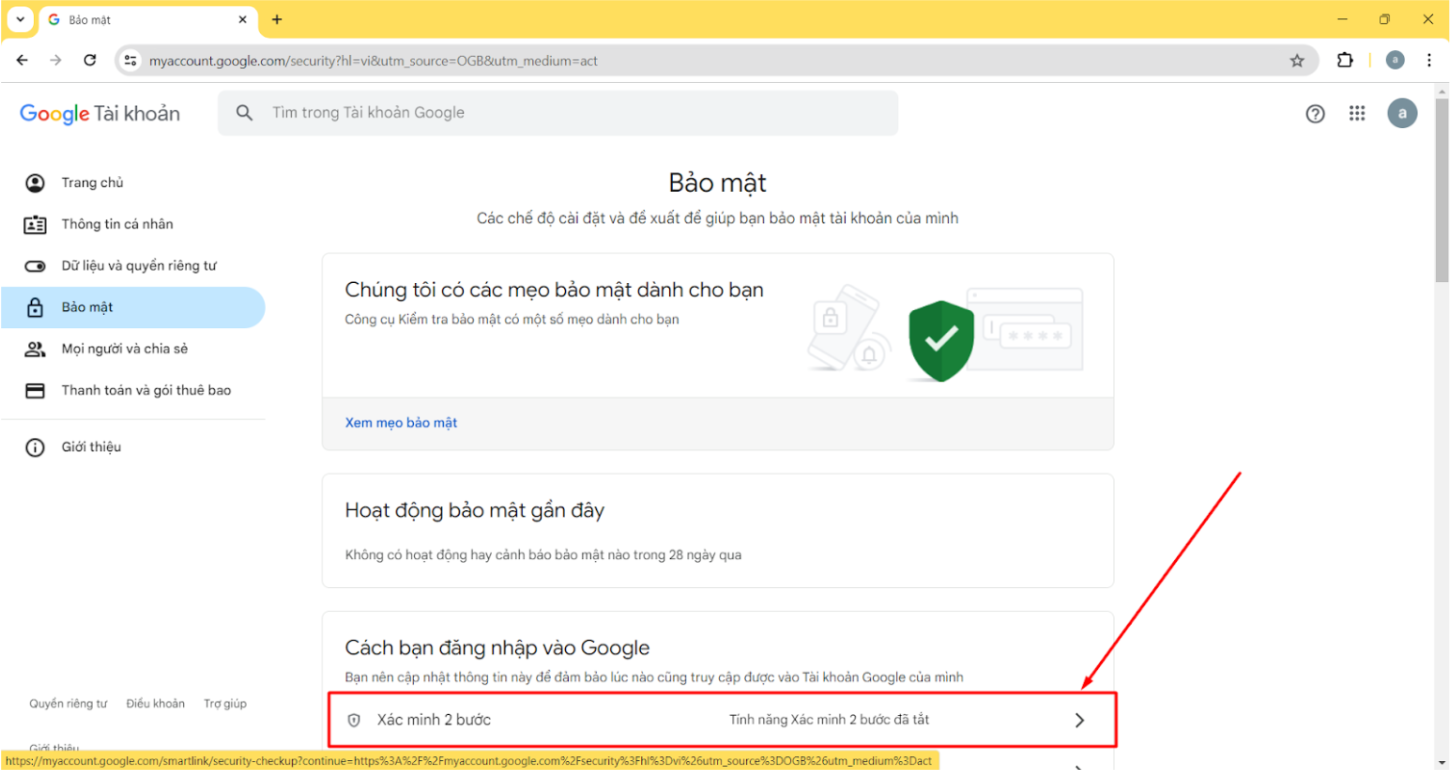 Bảo mật
myaccount.google.com/security?hl=vi&utm_source=OGB&utm_medium=act
a
Google Tài khoản
Tìm trong Tài khoản Google
a
Trang chủ
Thông tin cá nhân
Dữ liệu và quyền riêng tư
Bảo mật
Mọi người và chia sẻ
Thanh toán và gói thuê bao
Giới thiệu
Bảo mật
Các chế độ cài đặt và đề xuất để giúp bạn bảo mật tài khoản của mình
Chúng tôi có các mẹo bảo mật dành cho bạn
Công cụ Kiểm tra bảo mật có một số mẹo dành cho bạn
Xem mẹo bảo mật
Hoạt động bảo mật gần đây
Không có hoạt động hay cảnh báo bảo mật nào trong 28 ngày qua
Cách bạn đăng nhập vào Google
Bạn nên cập nhật thông tin này để đảm bảo lúc nào cũng truy cập được vào Tài khoản Google của mình
Xác minh 2 bước Tính năng Xác minh 2 bước đã tắt
Quyền riêng tư Điều khoản Trợ giúp
Giới thiệu
https://myaccount.google.com/smartlink/security-checkup?continue=https%3A%2F%2Fmyaccount.google.com%2Fsecurity%3Fhl%3Dvi%26utm_source%3DOGB%26utm_medium%3Dact